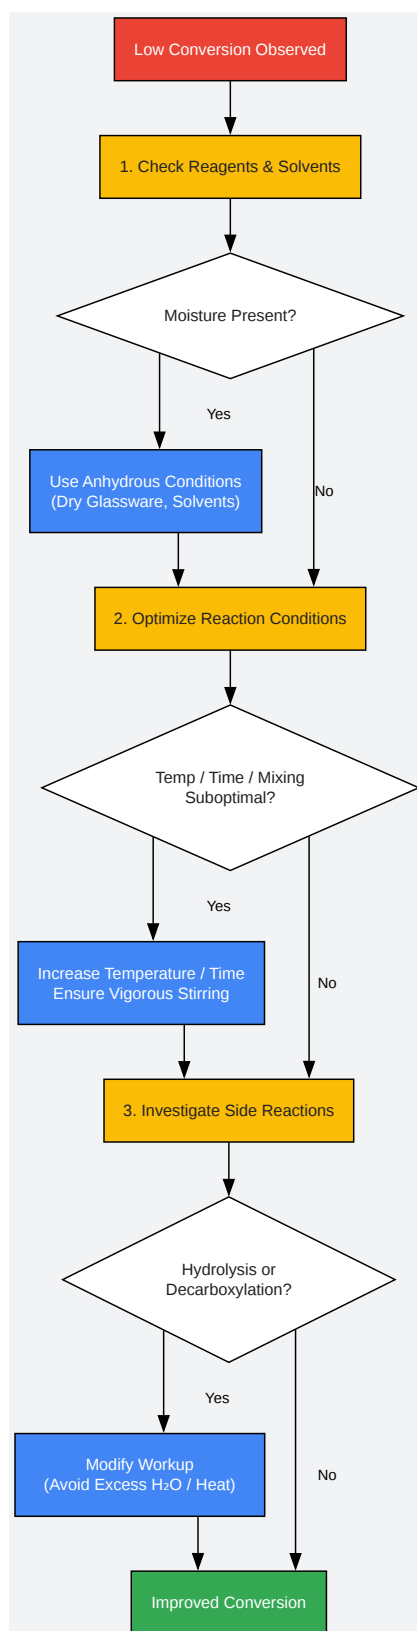 Low Conversion Observed
1. Check Reagents & Solvents
Moisture Present?
Yes
Use Anhydrous Conditions
(Dry Glassware, Solvents)
No
2. Optimize Reaction Conditions
Temp / Time / Mixing
Suboptimal?
Yes
Increase Temperature / Time
Ensure Vigorous Stirring
No
3. Investigate Side Reactions
Hydrolysis or
Decarboxylation?
Yes
Modify Workup
(Avoid Excess H₂O / Heat)
No
Improved Conversion